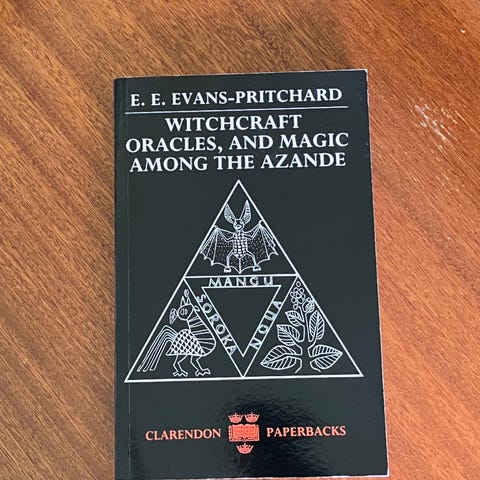 E. E. EVANS-PRITCHARD
WITCHCRAFT
ORACLES, AND MAGIC
AMONG THE AZANDE
MANGU
SOROKA
NGUA
CLARENDON PAPERBACKS